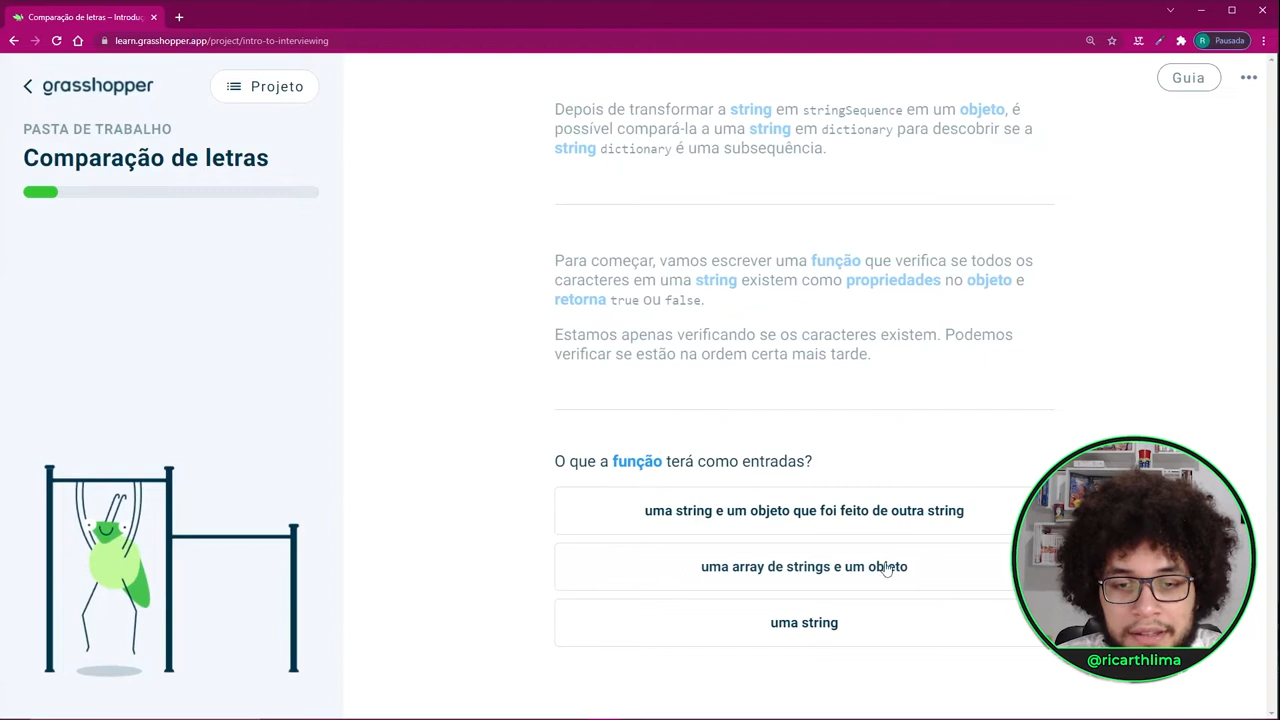 Comparação de letras – Introduç
learn.grasshopper.app/project/intro-to-interviewing
R Pausada
grasshopper
Projeto
Guia
PASTA DE TRABALHO
Comparação de letras
Depois de transformar a string em stringSequence em um objeto, é
possível compará-la a uma string em dictionary para descobrir se a
string dictionary é uma subsequência.
Para começar, vamos escrever uma função que verifica se todos os
caracteres em uma string existem como propriedades no objeto e
retorna true ou false.
Estamos apenas verificando se os caracteres existem. Podemos
verificar se estão na ordem certa mais tarde.
O que a função terá como entradas?
uma string e um objeto que foi feito de outra string
uma array de strings e um objeto
uma string
@ricarthlima